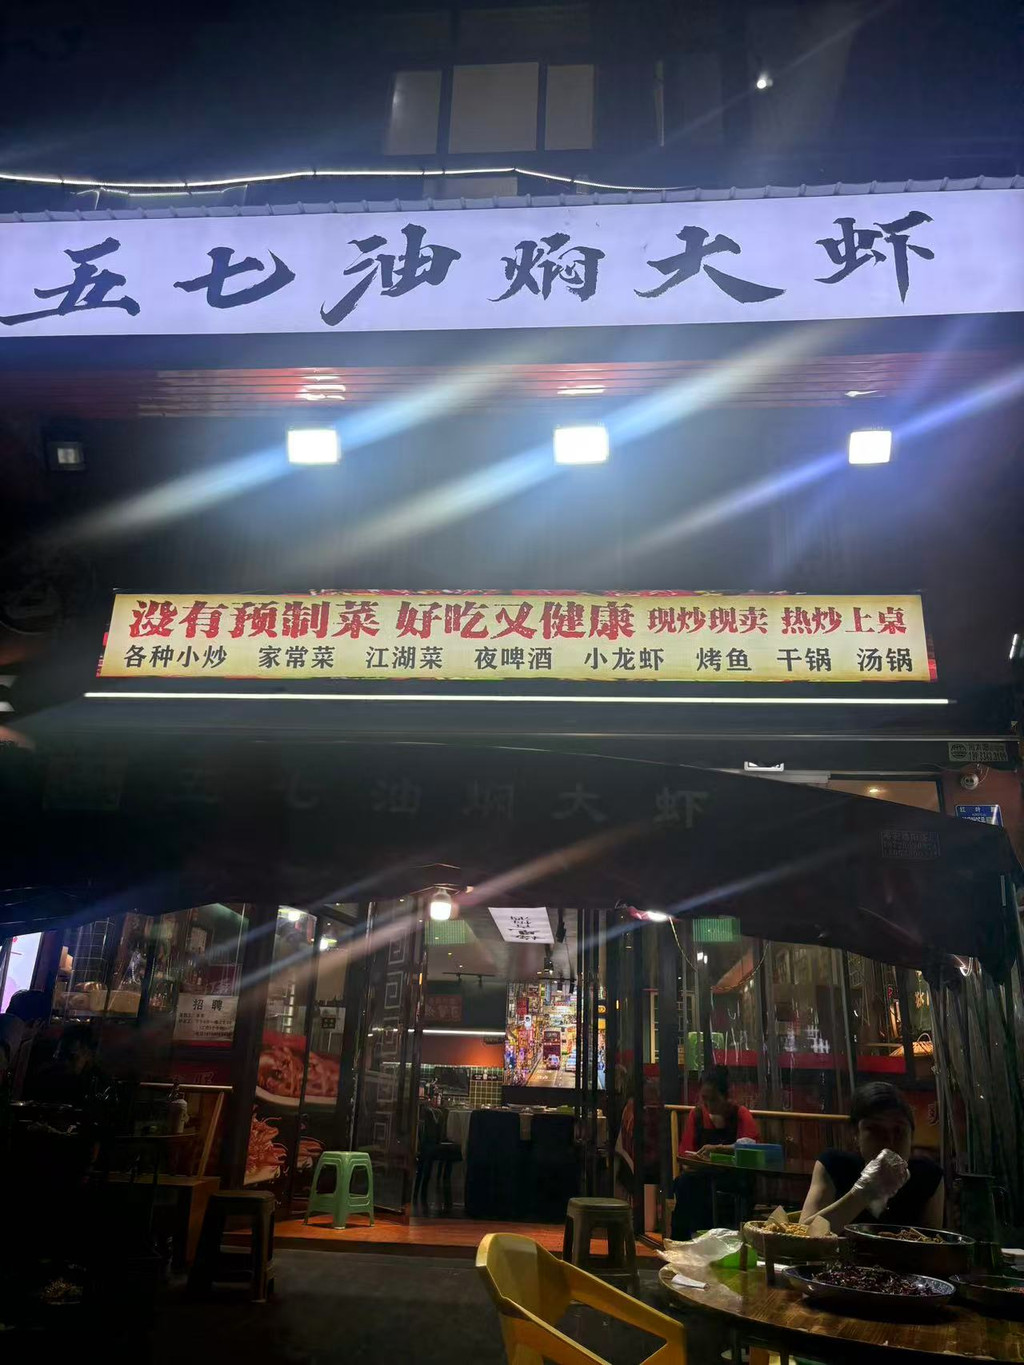 五七油焖大虾
没有预制菜 好吃又健康 现炒现卖 热炒上桌
各种小炒 家常菜 江湖菜 夜啤酒 小龙虾 烤鱼 干锅 汤锅
五七油焖大虾
招聘